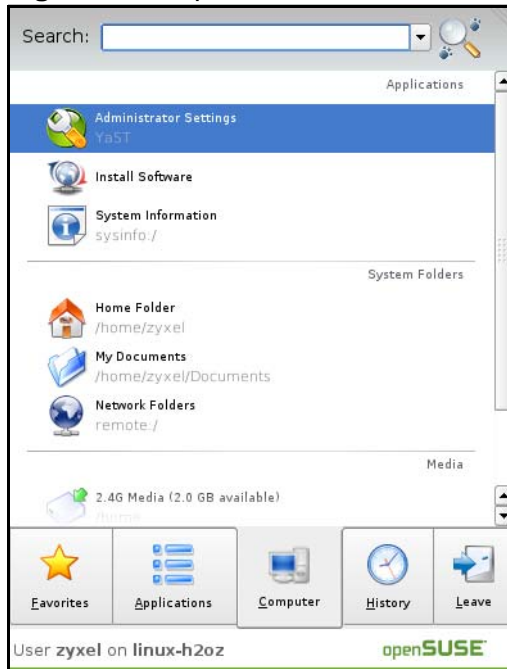 Search:
Applications
Administrator Settings
YaST
Install Software
System Information
sysinfo:/
System Folders
Home Folder
/home/zyxel
My Documents
/home/zyxel/Documents
Network Folders
remote:/
Media
2.4G Media (2.0 GB available)
/home
Favorites
Applications
Computer
History
Leave
User zyxel on linux-h2oz
openSUSE